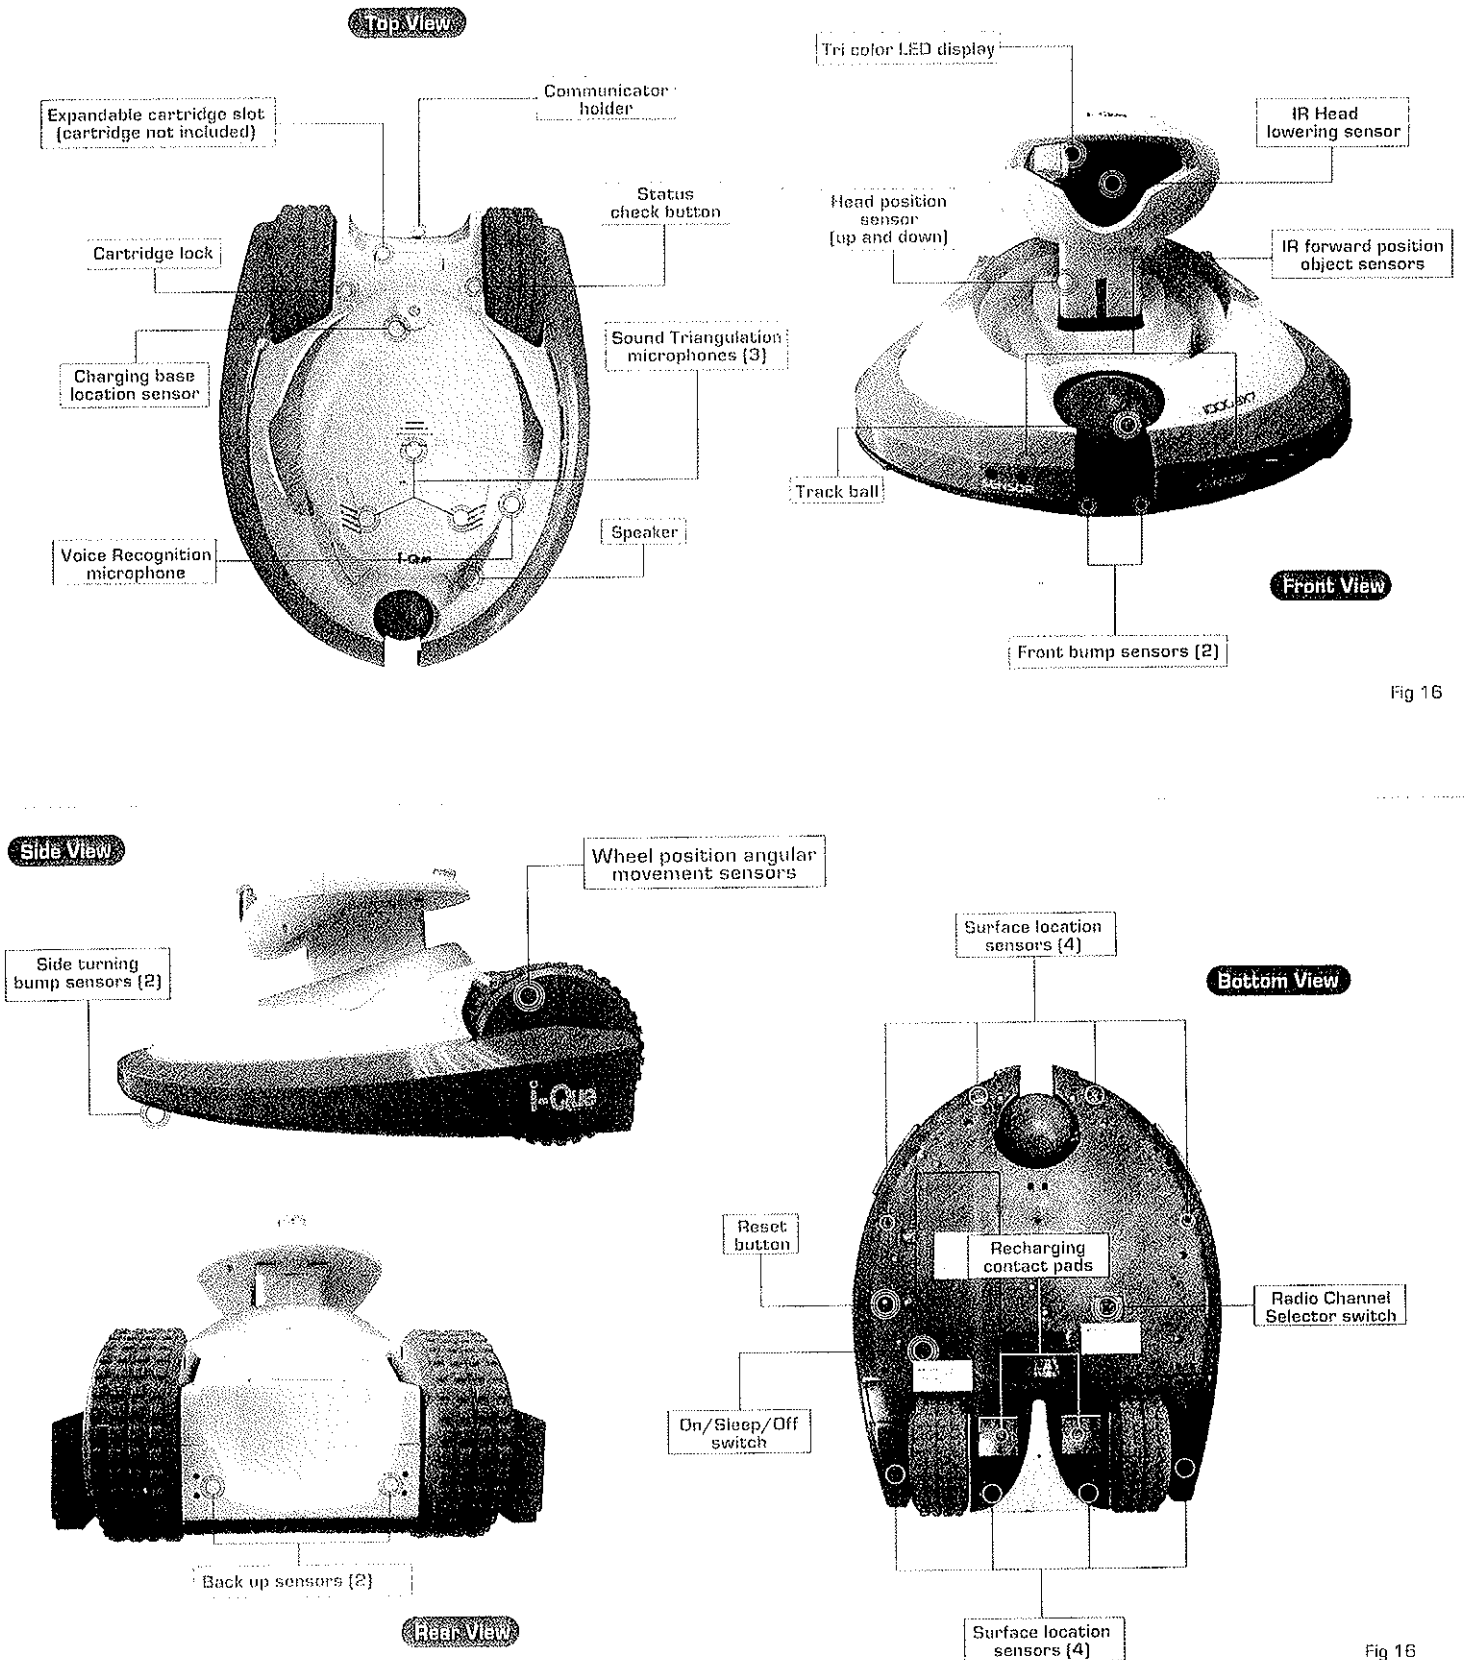 Top View
Communicator
holder
Expandable cartridge slot
(cartridge not included)
Status
check button
Cartridge lock
Sound Triangulation
microphones (3)
Charging base
location sensor
Voice Recognition
microphone
Speaker
I-Que
Tri color LED display
IR Head
lowering sensor
Head position
sensor
(up and down)
IR forward position
object sensors
SENSOR
Track ball
Front View
Front bump sensors (2)
Fig 16
Side View
Wheel position angular
movement sensors
Side turning
bump sensors (2)
Que
Surface location
sensors (4)
Bottom View
Reset
button
Recharging
contact pads
Radio Channel
Selector switch
On/Sleep/Off
switch
Back up sensors (2)
Rear View
Surface location
sensors (4)
Fig 16